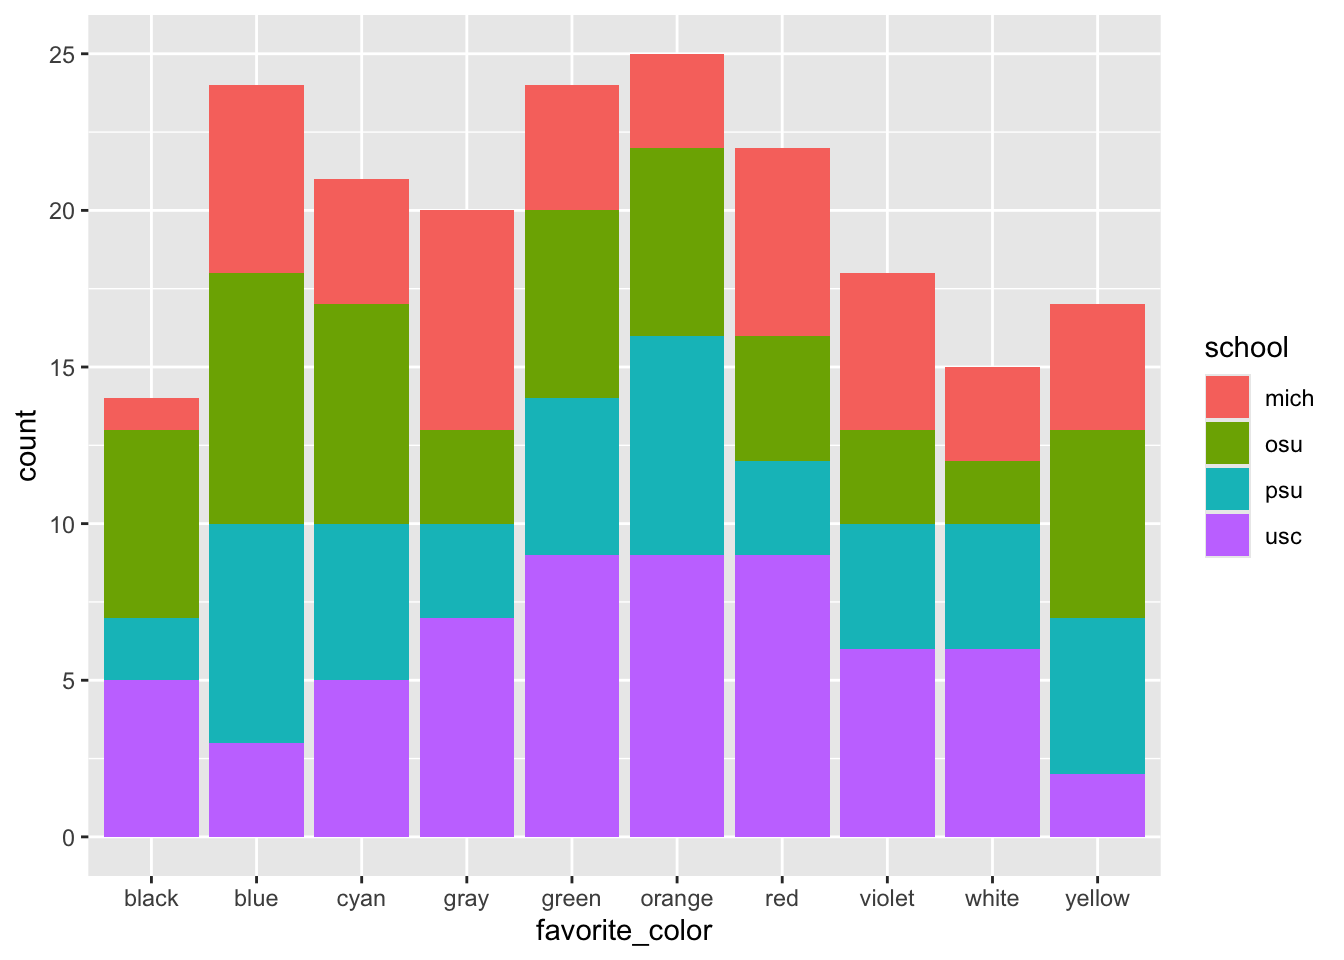 25
20
15
10
5
0
count
black blue cyan gray green orange red violet white yellow
favorite_color
school
mich
osu
psu
usc